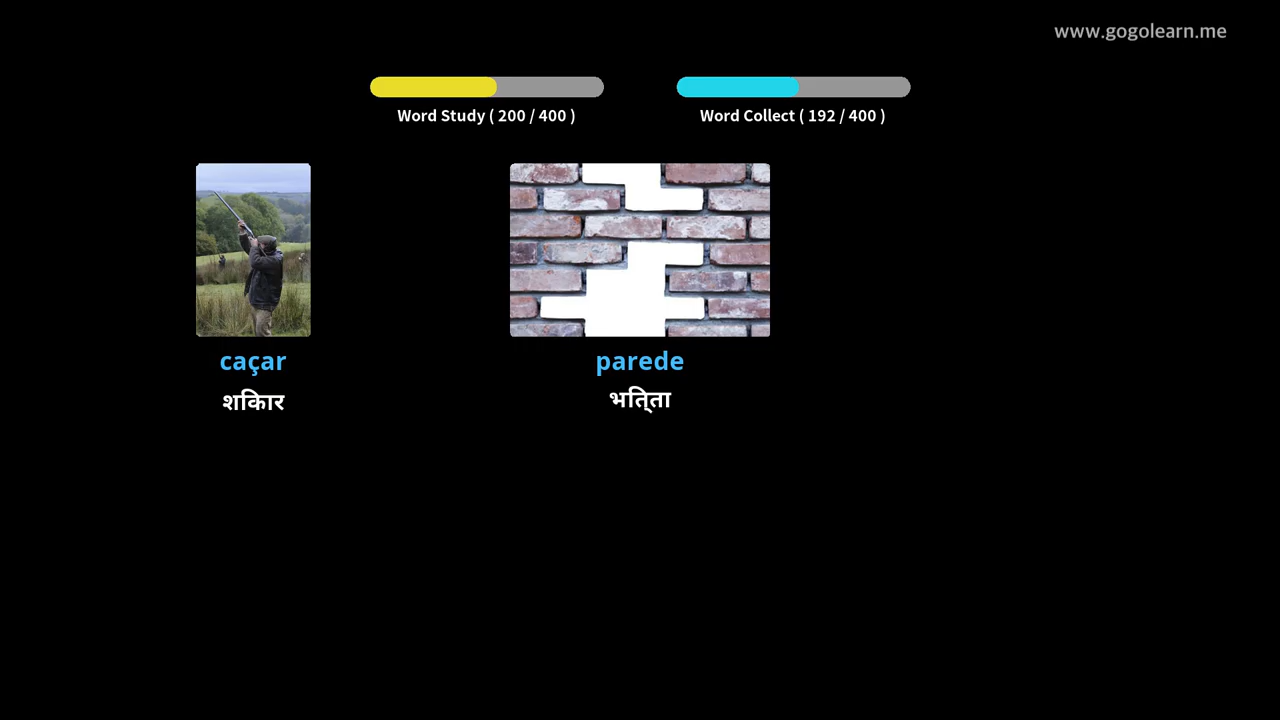 www.gogolearn.me
Word Study ( 200 / 400 )
Word Collect ( 192 / 400 )
caçar
शकिार
parede
भति्ता